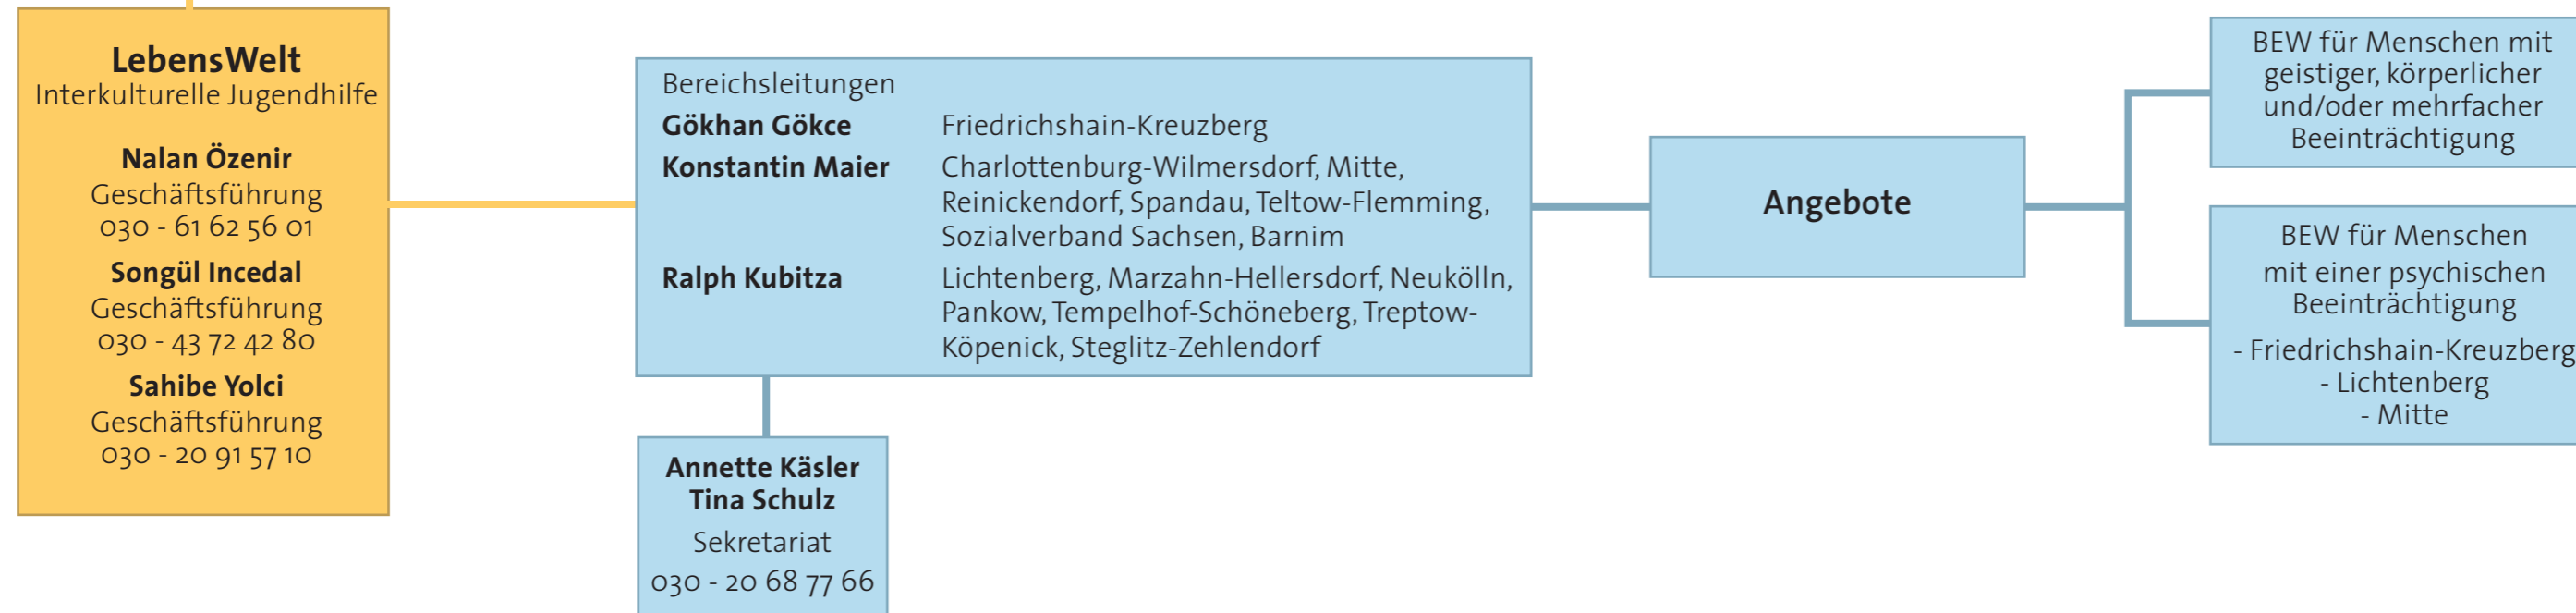 LebensWelt
Interkulturelle Jugendhilfe
Nalan Özenir
Geschäftsführung
030 - 61 62 56 01
Songül Incedal
Geschäftsführung
030 - 43 72 42 80
Sahibe Yolci
Geschäftsführung
030 - 20 91 57 10
Bereichsleitungen
Gökhan Gökce Friedrichshain-Kreuzberg
Konstantin Maier Charlottenburg-Wilmersdorf, Mitte,
Reinickendorf, Spandau, Teltow-Flemming,
Sozialverband Sachsen, Barnim
Ralph Kubitza Lichtenberg, Marzahn-Hellersdorf, Neukölln,
Pankow, Tempelhof-Schöneberg, Treptow-
Köpenick, Steglitz-Zehlendorf
Annette Käsler
Tina Schulz
Sekretariat
030 - 20 68 77 66
Angebote
BEW für Menschen mit
geistiger, körperlicher
und/oder mehrfacher
Beeinträchtigung
BEW für Menschen
mit einer psychischen
Beeinträchtigung
- Friedrichshain-Kreuzberg
- Lichtenberg
- Mitte